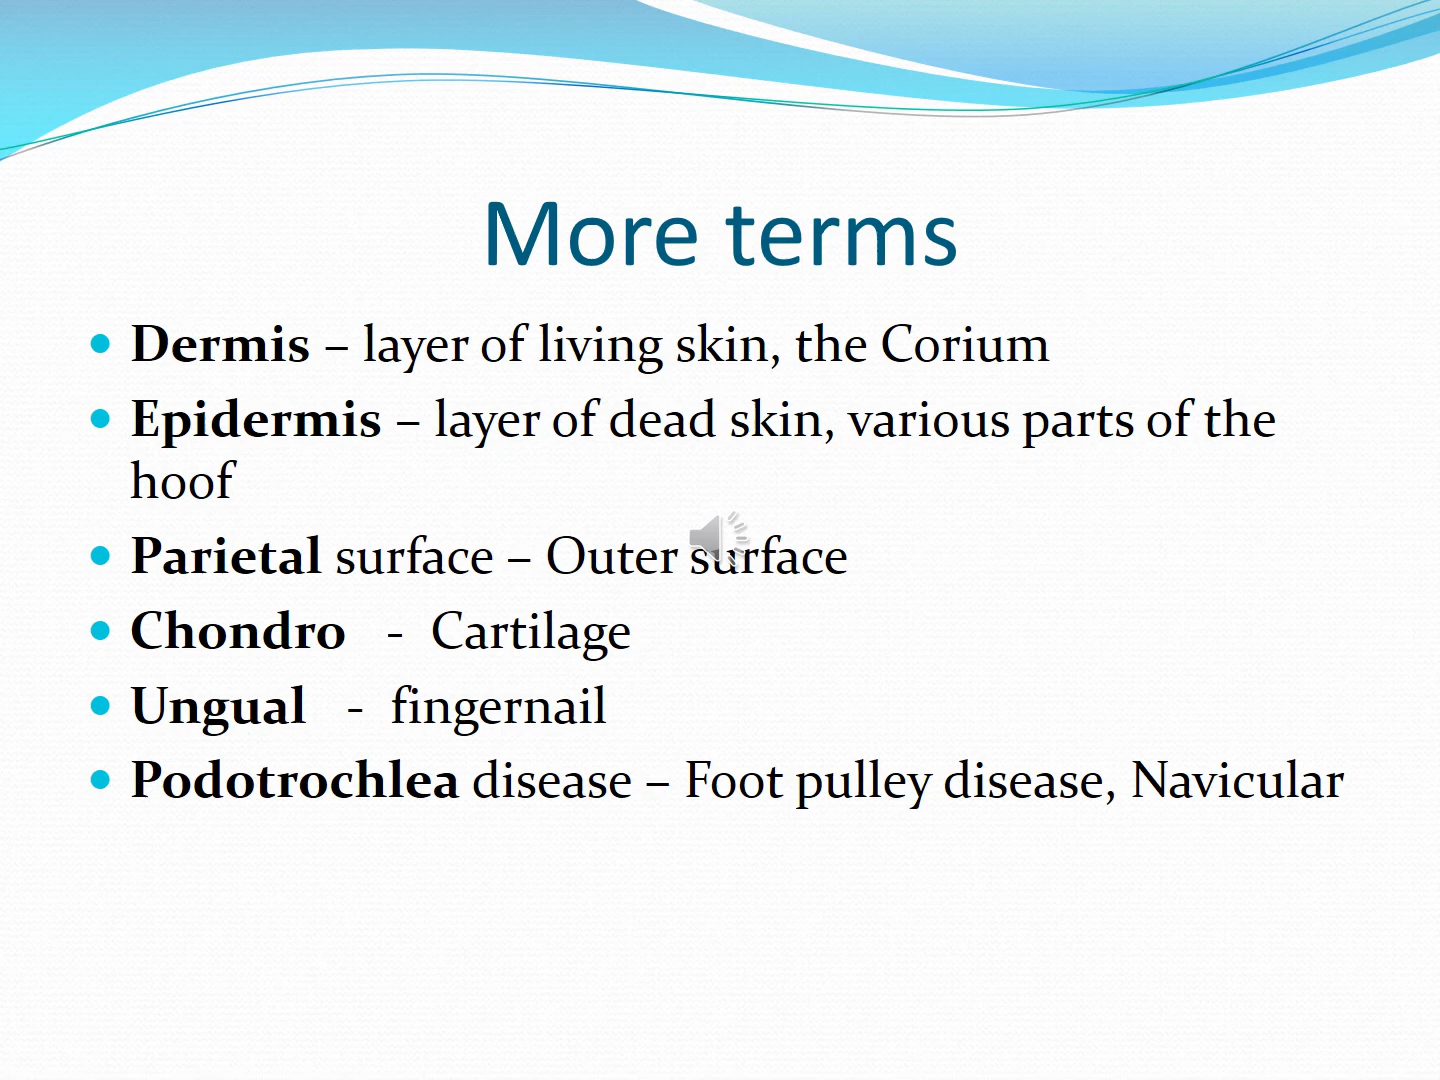 More terms
Dermis – layer of living skin, the Corium
Epidermis – layer of dead skin, various parts of the
hoof
Parietal surface – Outer surface
Chondro - Cartilage
Ungual - fingernail
Podotrochlea disease – Foot pulley disease, Navicular